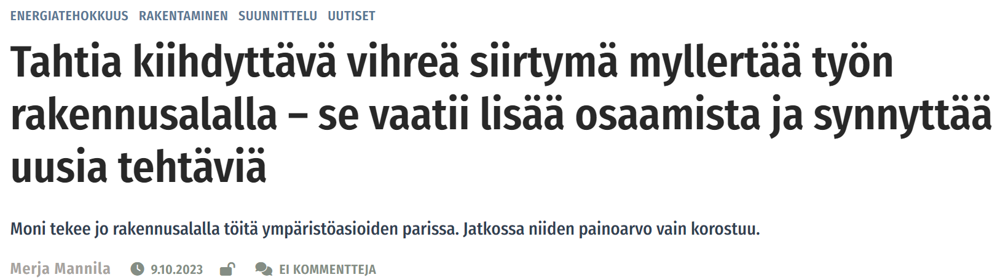 ENERGIATEHOKKUUS RAKENTAMINEN SUUNNITTELU UUTISET
Tahtia kiihdyttävä vihreä siirtymä myllertää työn
rakennusalalla – se vaatii lisää osaamista ja synnyttää
uusia tehtäviä
Moni tekee jo rakennusalalla töitä ympäristöasioiden parissa. Jatkossa niiden painoarvo vain korostuu.
Merja Mannila 9.10.2023 EI KOMMENTTEJA